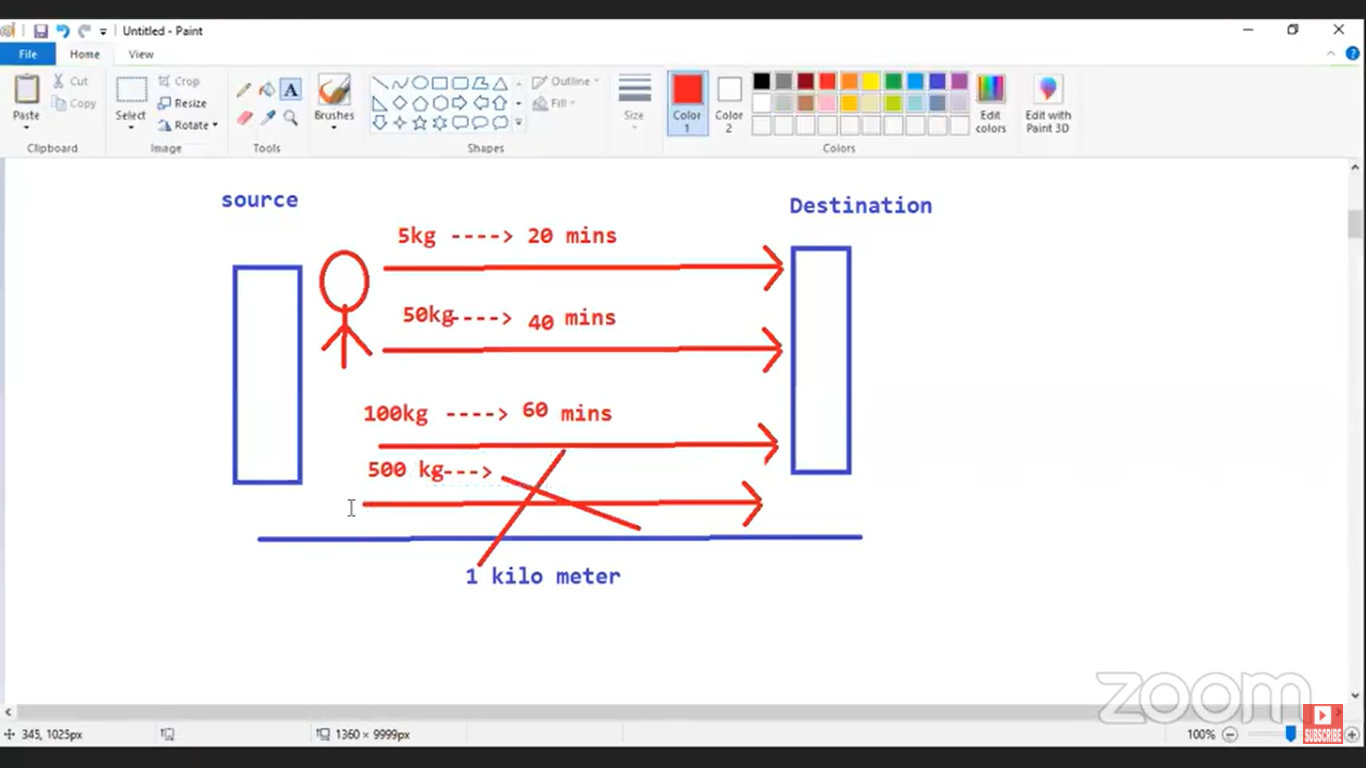 Untitled - Paint
File Home View
Paste
Cut
Copy
Clipboard
Select
Crop
Resize
Rotate
Image
A
Tools
Brushes
Shapes
Outline
Fill
Size
Color 1
Color 2
Edit colors
Colors
Edit with Paint 3D
source
Destination
5kg ----> 20 mins
50kg----> 40 mins
100kg ----> 60 mins
500 kg--->
1 kilo meter
zoom
SUBSCRIBE
345, 1025px
1360 × 9999px
100%